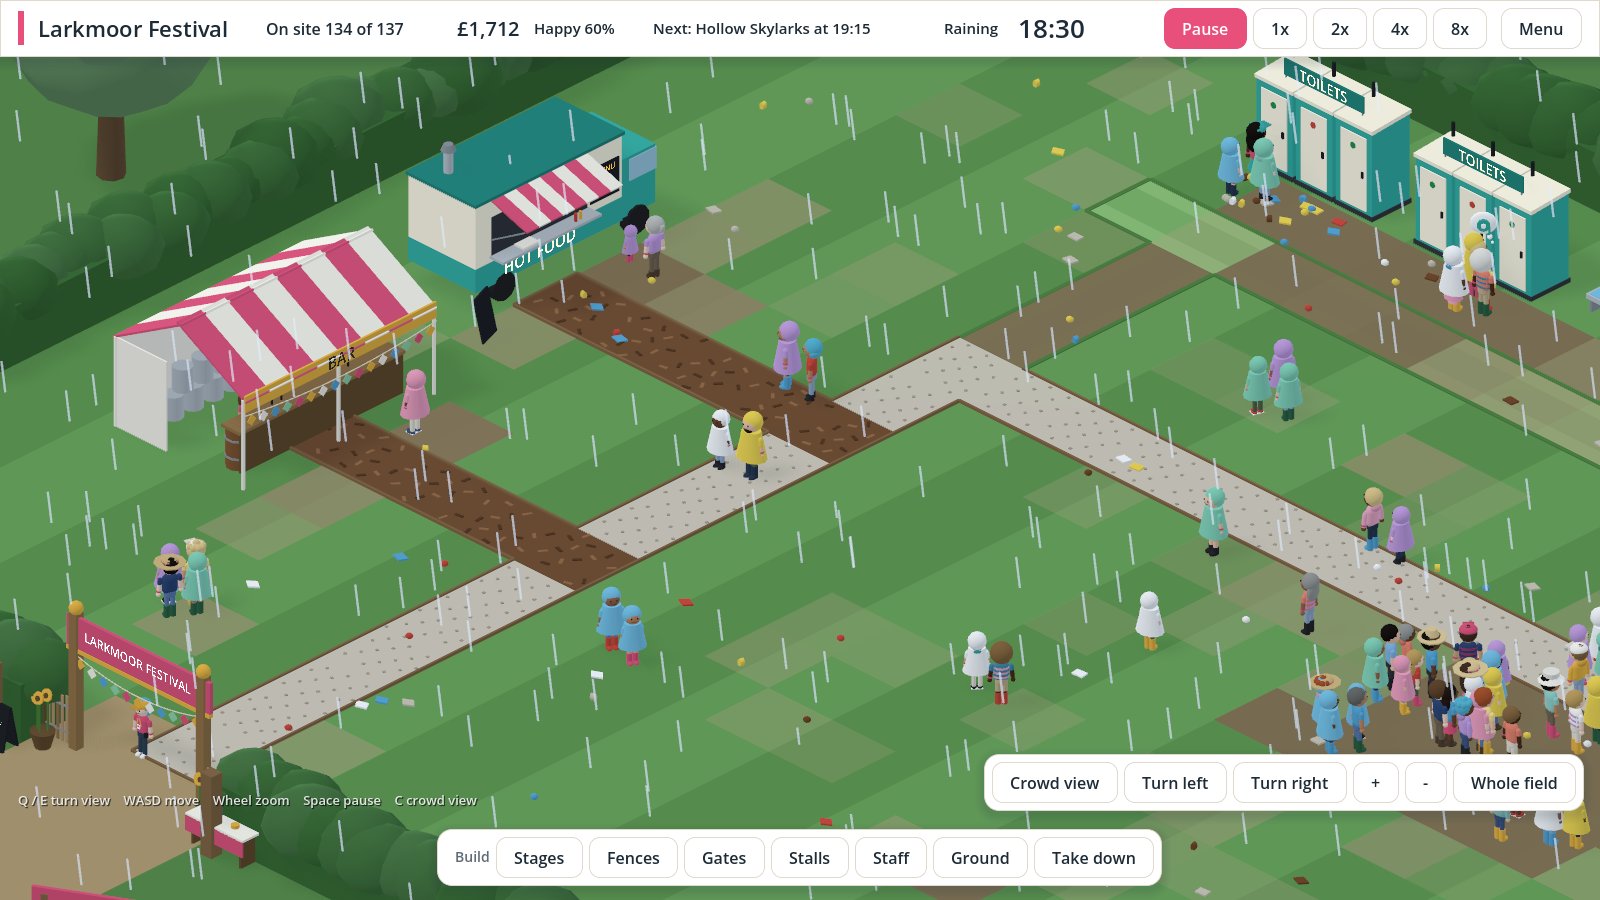 Larkmoor Festival
On site 134 of 137
£1,712
Happy 60%
Next: Hollow Skylarks at 19:15
Raining
18:30
Pause
1x
2x
4x
8x
Menu
TOILETS
TOILETS
HOT FOOD
BAR
LARKMOOR FESTIVAL
Crowd view
Turn left
Turn right
+
-
Whole field
Q / E turn view
WASD move
Wheel zoom
Space pause
C crowd view
Build
Stages
Fences
Gates
Stalls
Staff
Ground
Take down